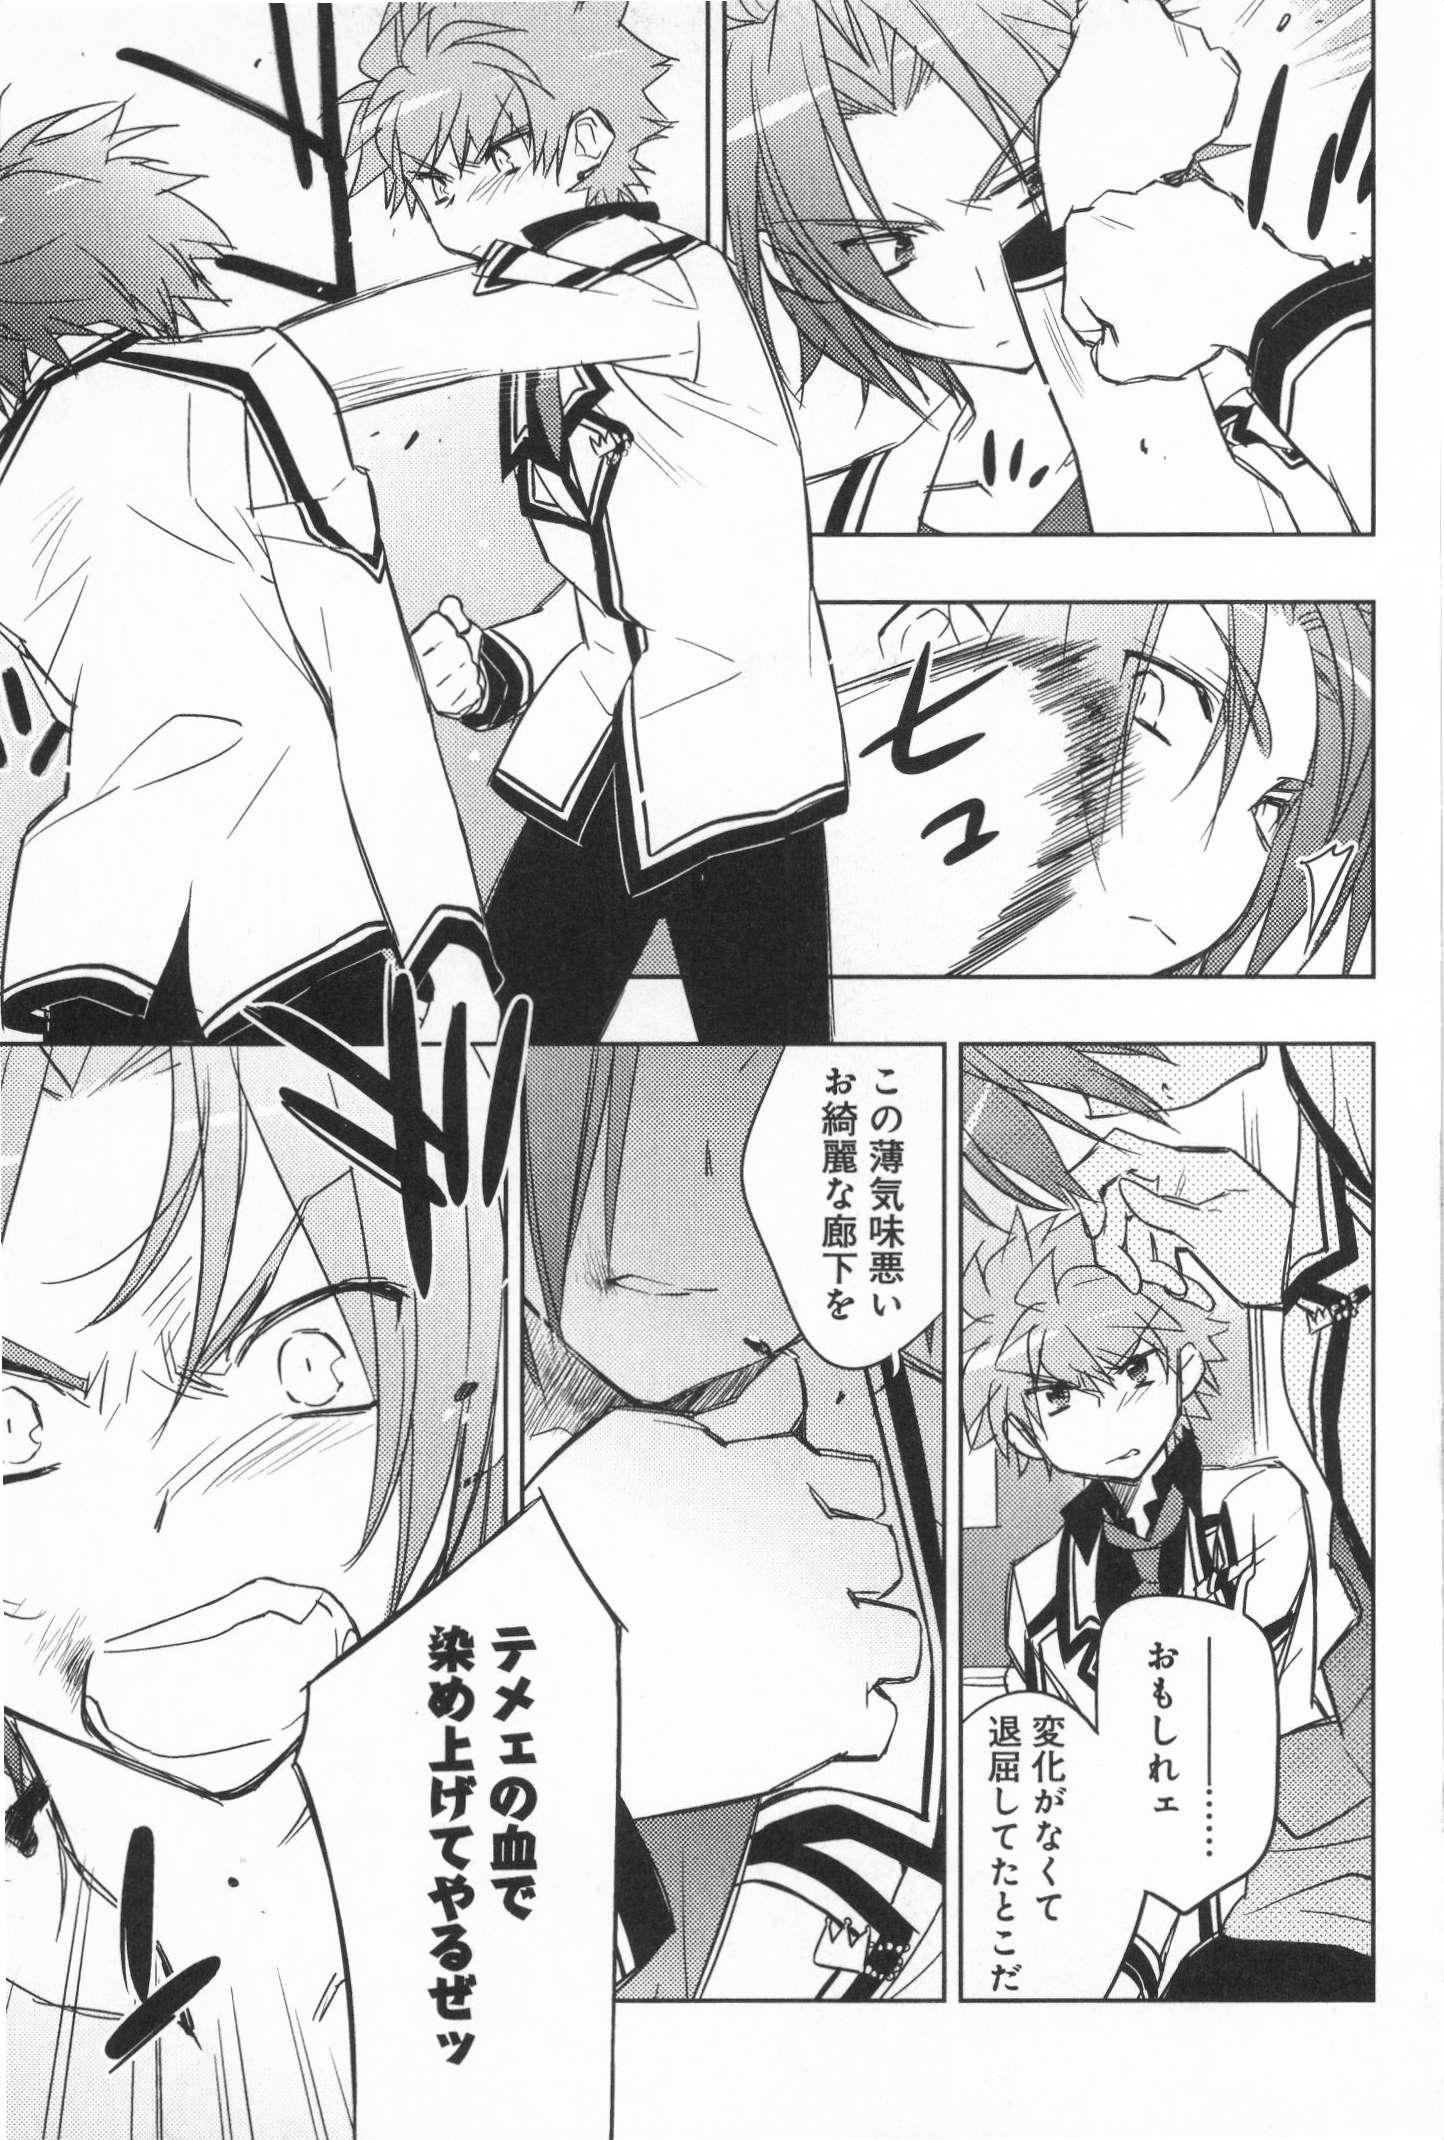 ヒュ
――……
おもしれェ
変化がなくて
退屈してたとこだ
この薄気味悪い
お綺麗な廊下を
テメェの血で
染め上げてやるぜッ